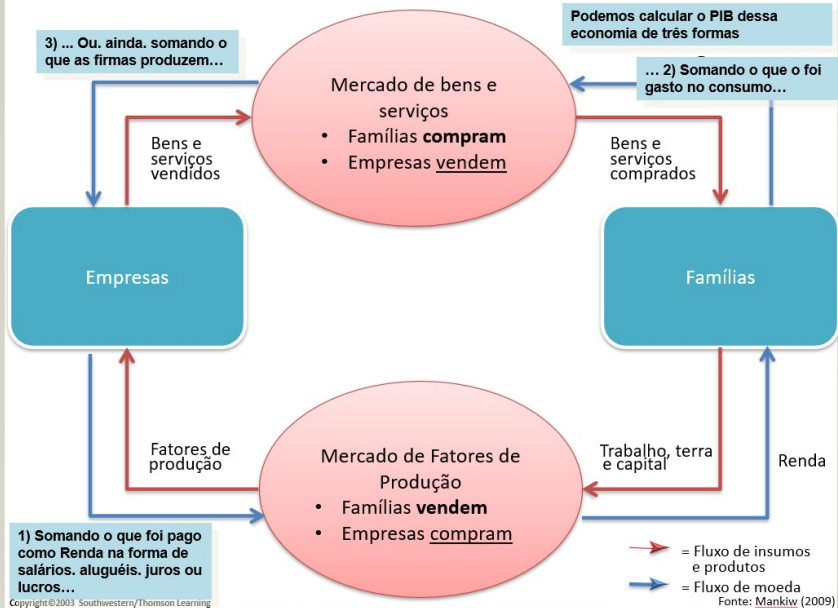 Podemos calcular o PIB dessa
economia de três formas
3) ... Ou. ainda. somando o
que as firmas produzem...
... 2) Somando o que o foi
gasto no consumo...
Mercado de bens e
serviços
• Famílias compram
• Empresas vendem
Bens e
serviços
vendidos
Bens e
serviços
comprados
Empresas
Famílias
Fatores de
produção
Mercado de Fatores de
Produção
• Famílias vendem
• Empresas compram
Trabalho, terra
e capital
Renda
1) Somando o que foi pago
como Renda na forma de
salários. aluguéis. juros ou
lucros...
= Fluxo de insumos
e produtos
= Fluxo de moeda
Copyright©2003 Southwestern/Thomson Learning
Fonte: Mankiw (2009)